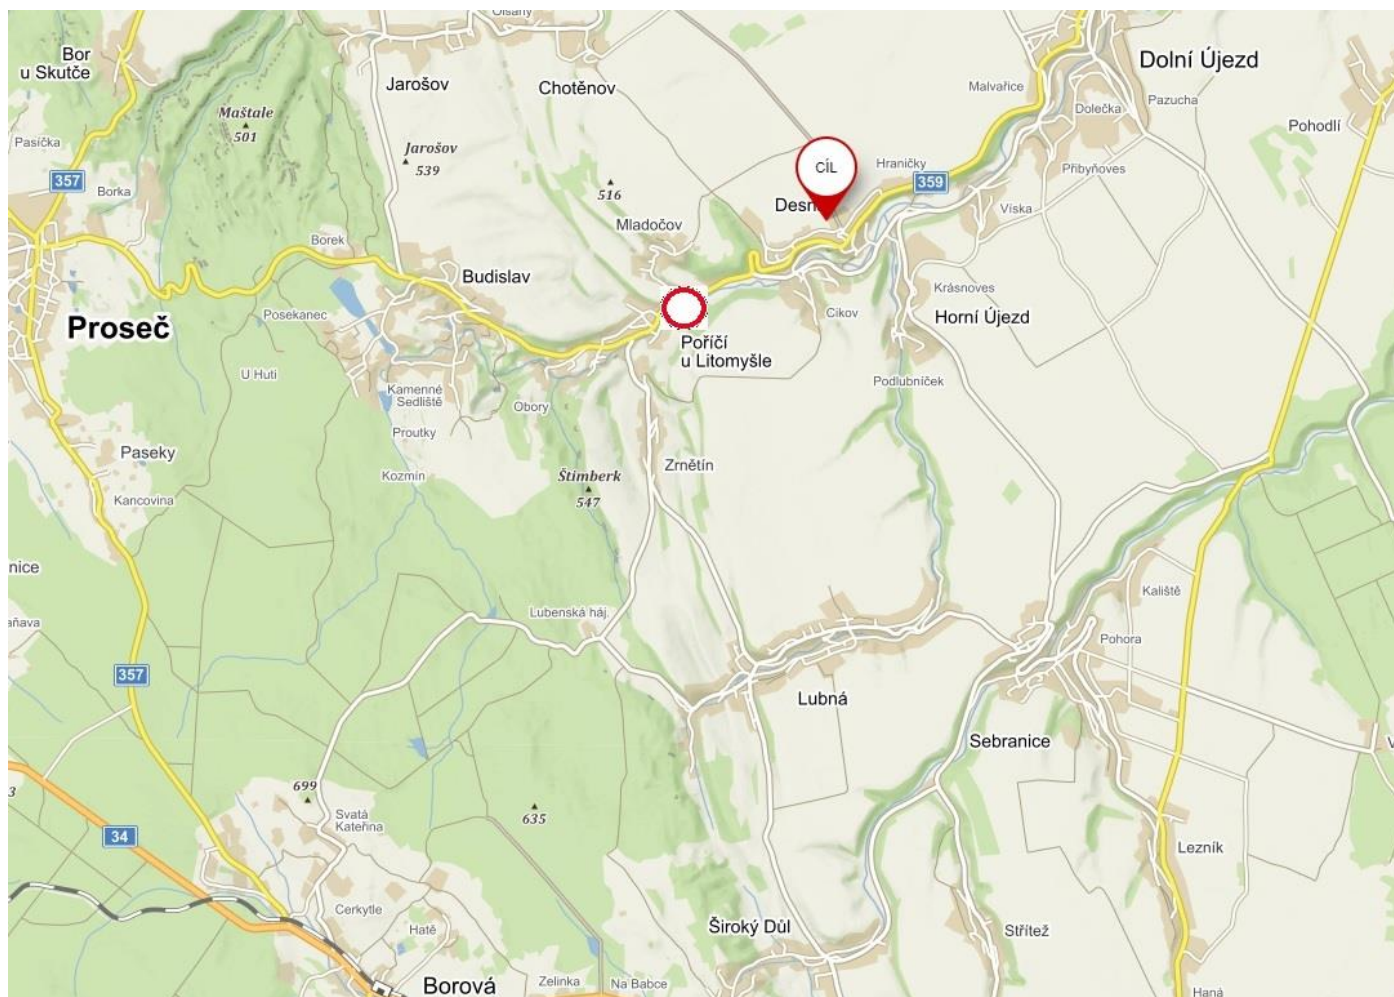 Olšany
Bor
u Skutče
Jarošov
Chotěnov
Dolní Újezd
Malvařice
Pazucha
Dolečka
Pohodlí
Maštale
501
Pasíčka
Jarošov
539
CÍL
Hraničky
Přibyňoves
357
Borka
359
516
Desn
Víska
Mladočov
Borek
Budislav
Krásnoves
Posekanec
Proseč
Cikov
Horní Újezd
Poříčí
u Litomyšle
U Huti
Podlubníček
Kamenné
Sedliště
Obory
Proutky
Paseky
Zrnětín
Kozmín
Štimberk
547
Kancovina
nice
Kaliště
Lubenská háj.
aňava
Pohora
357
Lubná
Sebranice
V
699
3
Svatá
Kateřina
635
34
Lezník
Cerkytle
Široký Důl
Hatě
Střítež
Borová
Zelinka
Na Babce
Haná